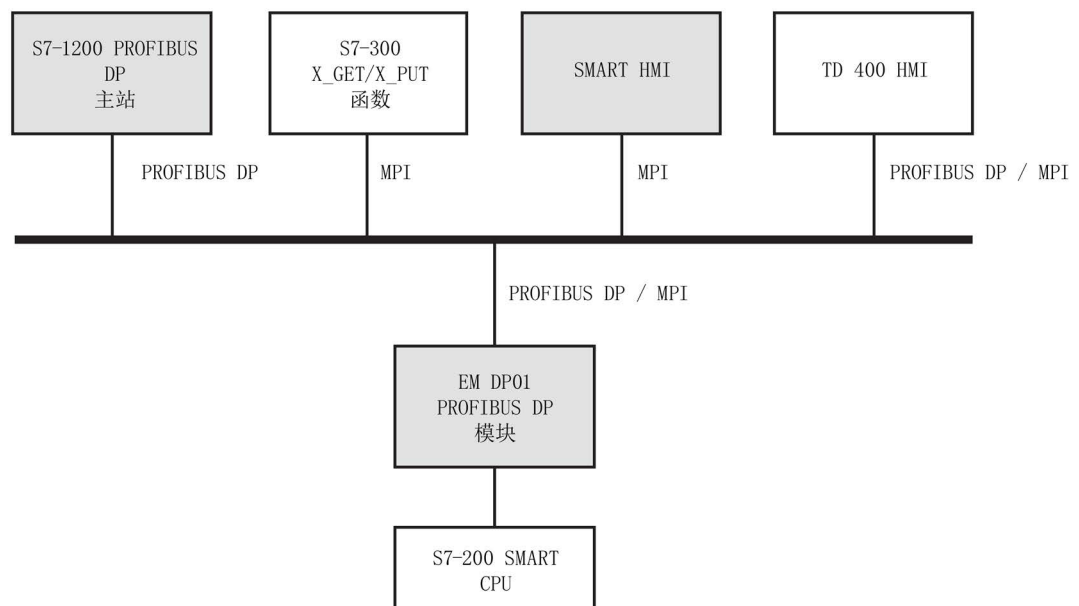 S7-1200 PROFIBUS
DP
主站
S7-300
X_GET/X_PUT
函数
SMART HMI
TD 400 HMI
PROFIBUS DP
MPI
MPI
PROFIBUS DP / MPI
PROFIBUS DP / MPI
EM DP01
PROFIBUS DP
模块
S7-200 SMART
CPU